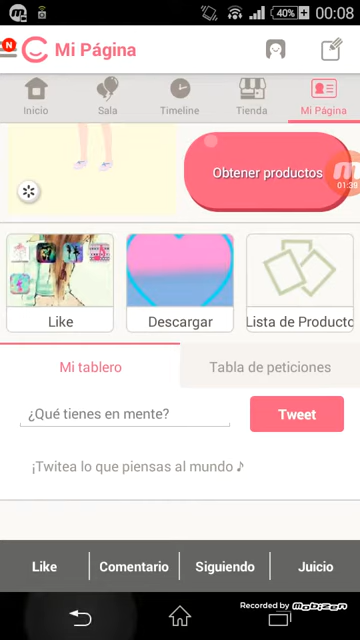 40%
00:08
N
Mi Página
Inicio
Sala
Timeline
Tienda
Mi Página
Obtener productos
01:39
Like
Descargar
Lista de Producto
Mi tablero
Tabla de peticiones
¿Qué tienes en mente?
Tweet
¡Twitea lo que piensas al mundo ♪
Like
Comentario
Siguiendo
Juicio
Recorded by mobizen